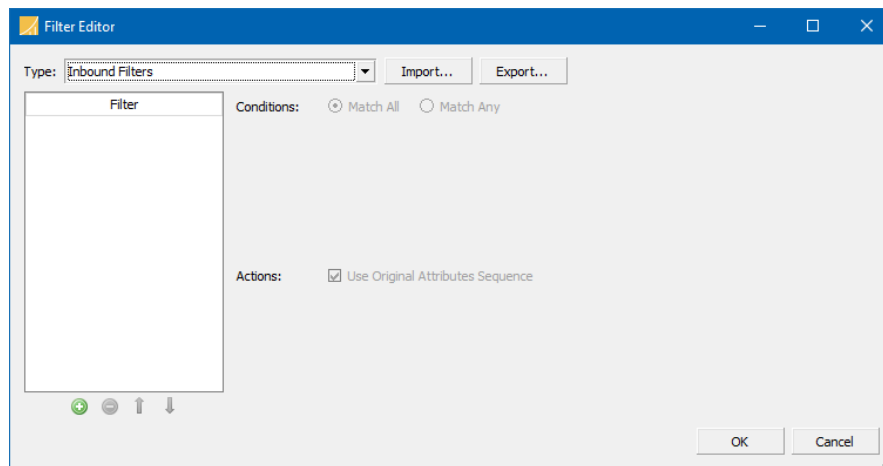 Filter Editor
Type: Inbound Filters Import... Export...
Filter
Conditions: Match All Match Any
Actions: Use Original Attributes Sequence
OK Cancel